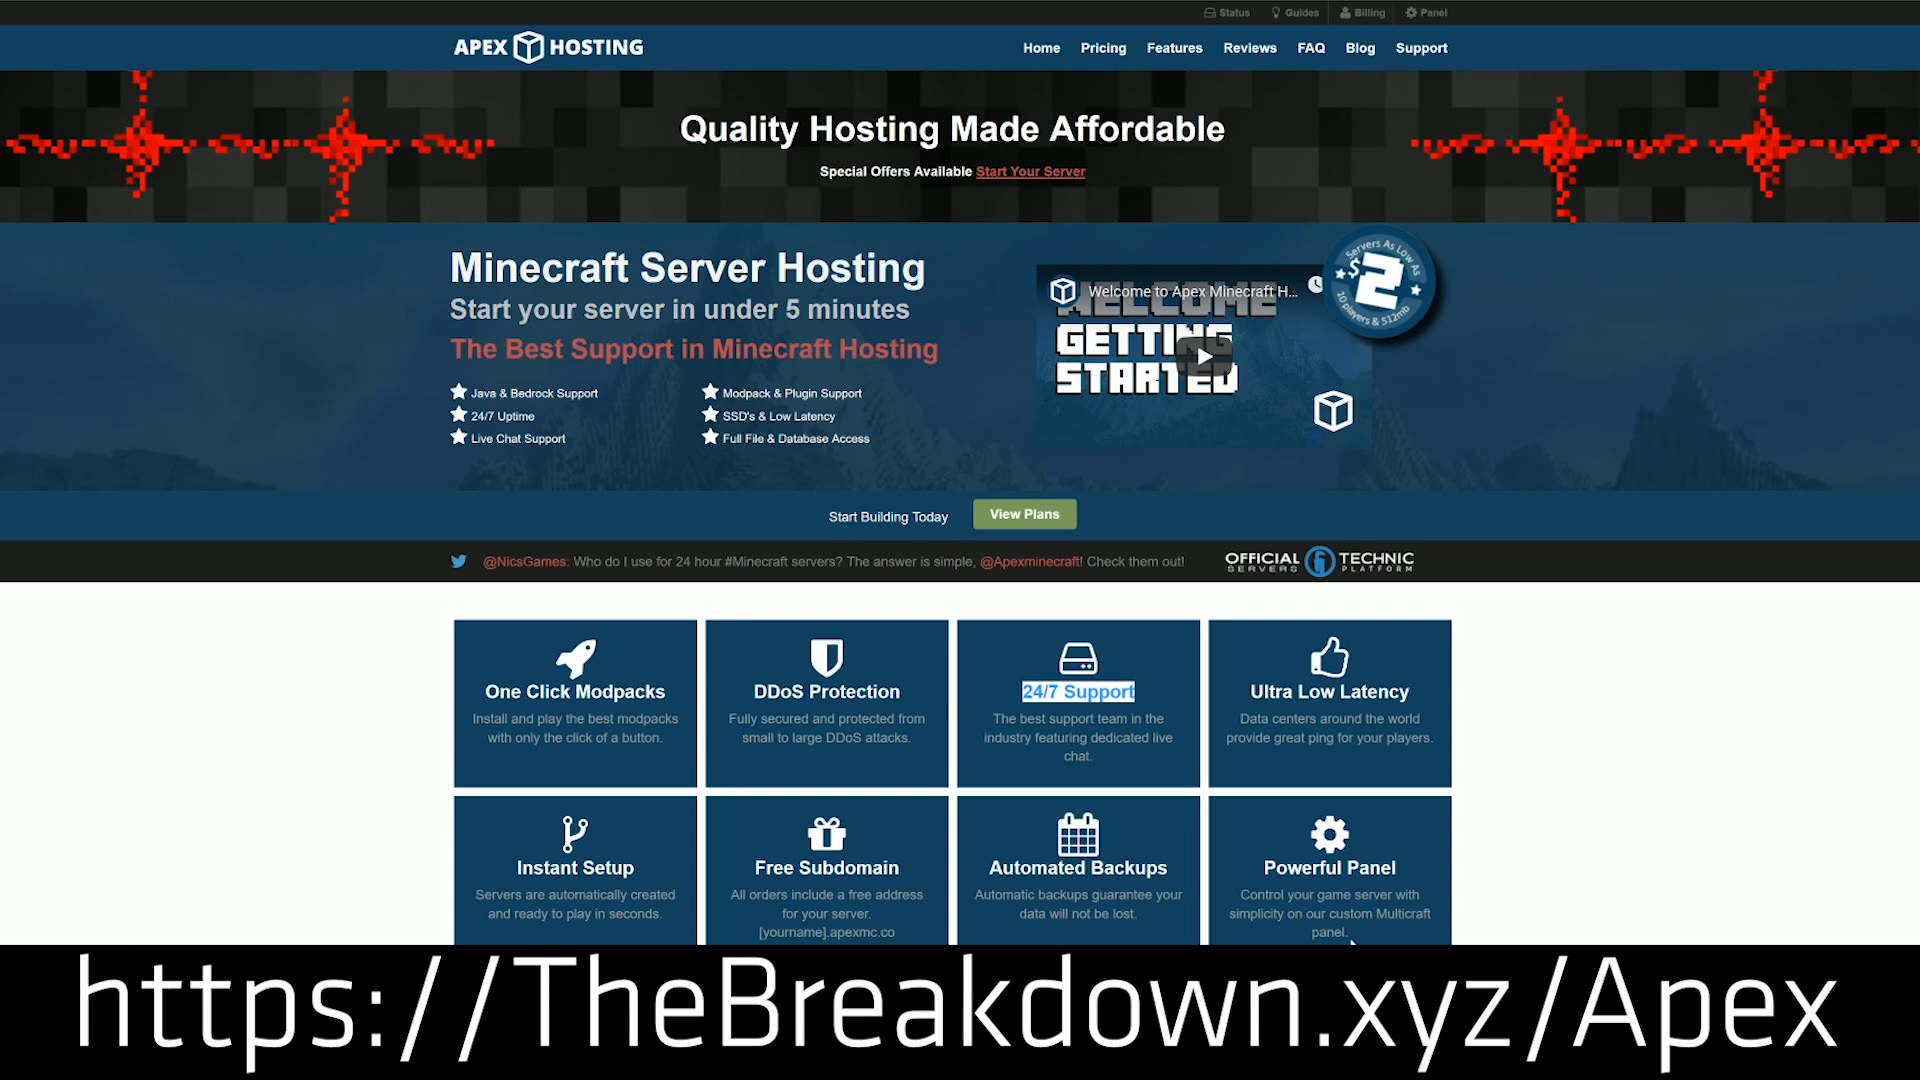 Status Guides Billing Panel
APEX HOSTING
Home Pricing Features Reviews FAQ Blog Support
Quality Hosting Made Affordable
Special Offers Available Start Your Server
Minecraft Server Hosting
Start your server in under 5 minutes
The Best Support in Minecraft Hosting
Java & Bedrock Support
24/7 Uptime
Live Chat Support
Modpack & Plugin Support
SSD's & Low Latency
Full File & Database Access
Welcome to Apex Minecraft H...
WELCOME
GETTING
STARTED
Servers As Low As
$2
10 players & 512mb
Start Building Today View Plans
@NicsGames: Who do I use for 24 hour #Minecraft servers? The answer is simple, @Apexminecraft! Check them out!
OFFICIAL TECHNIC
SERVERS PLATFORM
One Click Modpacks
Install and play the best modpacks
with only the click of a button.
DDoS Protection
Fully secured and protected from
small to large DDoS attacks.
24/7 Support
The best support team in the
industry featuring dedicated live
chat.
Ultra Low Latency
Data centers around the world
provide great ping for your players.
Instant Setup
Servers are automatically created
and ready to play in seconds.
Free Subdomain
All orders include a free address
for your server.
[yourname].apexmc.co
Automated Backups
Automatic backups guarantee your
data will not be lost.
Powerful Panel
Control your game server with
simplicity on our custom Multicraft
panel.
https://TheBreakdown.xyz/Apex